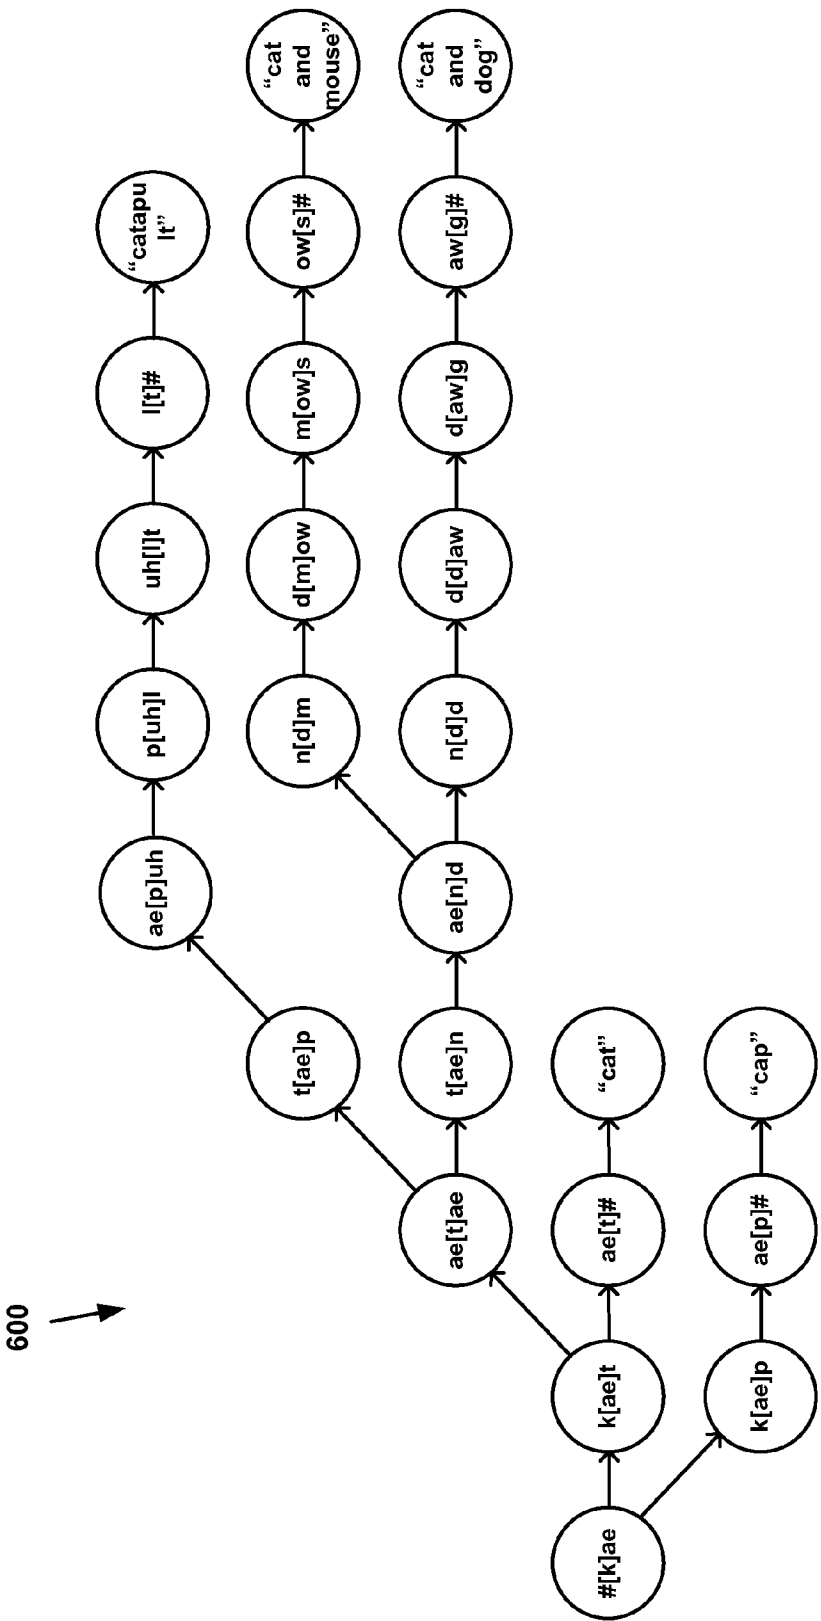 600
ae[p]uh
p[uh]l
uh[l]t
l[t]#
“catapu
lt”
t[ae]p
n[d]m
d[m]ow
m[ow]s
ow[s]#
“cat
and
mouse”
ae[t]ae
t[ae]n
ae[n]d
n[d]d
d[d]aw
d[aw]g
aw[g]#
“cat
and
dog”
#[k]ae
k[ae]t
ae[t]#
“cat”
k[ae]p
ae[p]#
“cap”